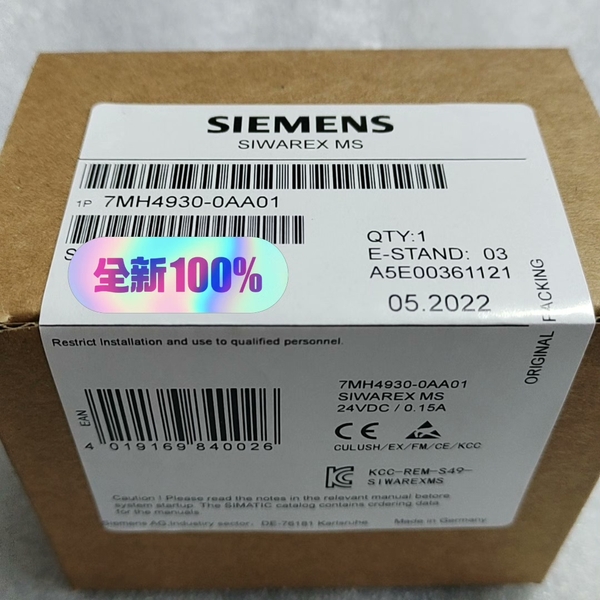 SIEMENS
SIWAREX MS
1P 7MH4930-0AA01
S
全新100%
QTY:1
E-STAND: 03
A5E00361121
05.2022
ORIGINAL PACKING
Restrict Installation and use to qualified personnel.
EAN
4 019169 840026
7MH4930-0AA01
SIWAREX MS
24VDC / 0.15A
CE
CULUSH/EX/FM/CE/KCC
KCC-REM-S49-
SIWAREXMS
Caution ! Please read the notes in the relevant manual before
system startup. The SIMATIC catalog contains ordering data
for the manuals
Siemens AG,Industry sector, DE-76181 Karlsruhe Made in Germany